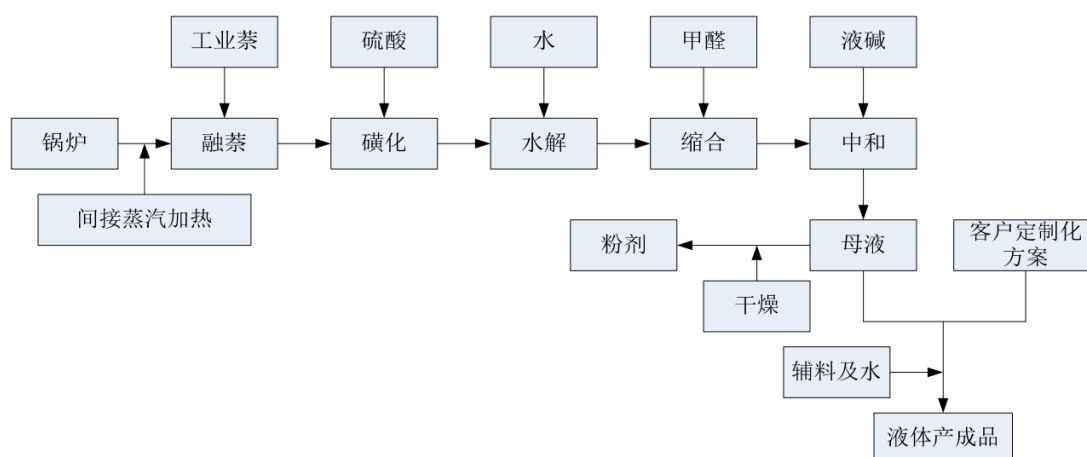 工业萘
硫酸
水
甲醛
液碱
锅炉
融萘
磺化
水解
缩合
中和
间接蒸汽加热
粉剂
母液
客户定制化
方案
干燥
辅料及水
液体产成品